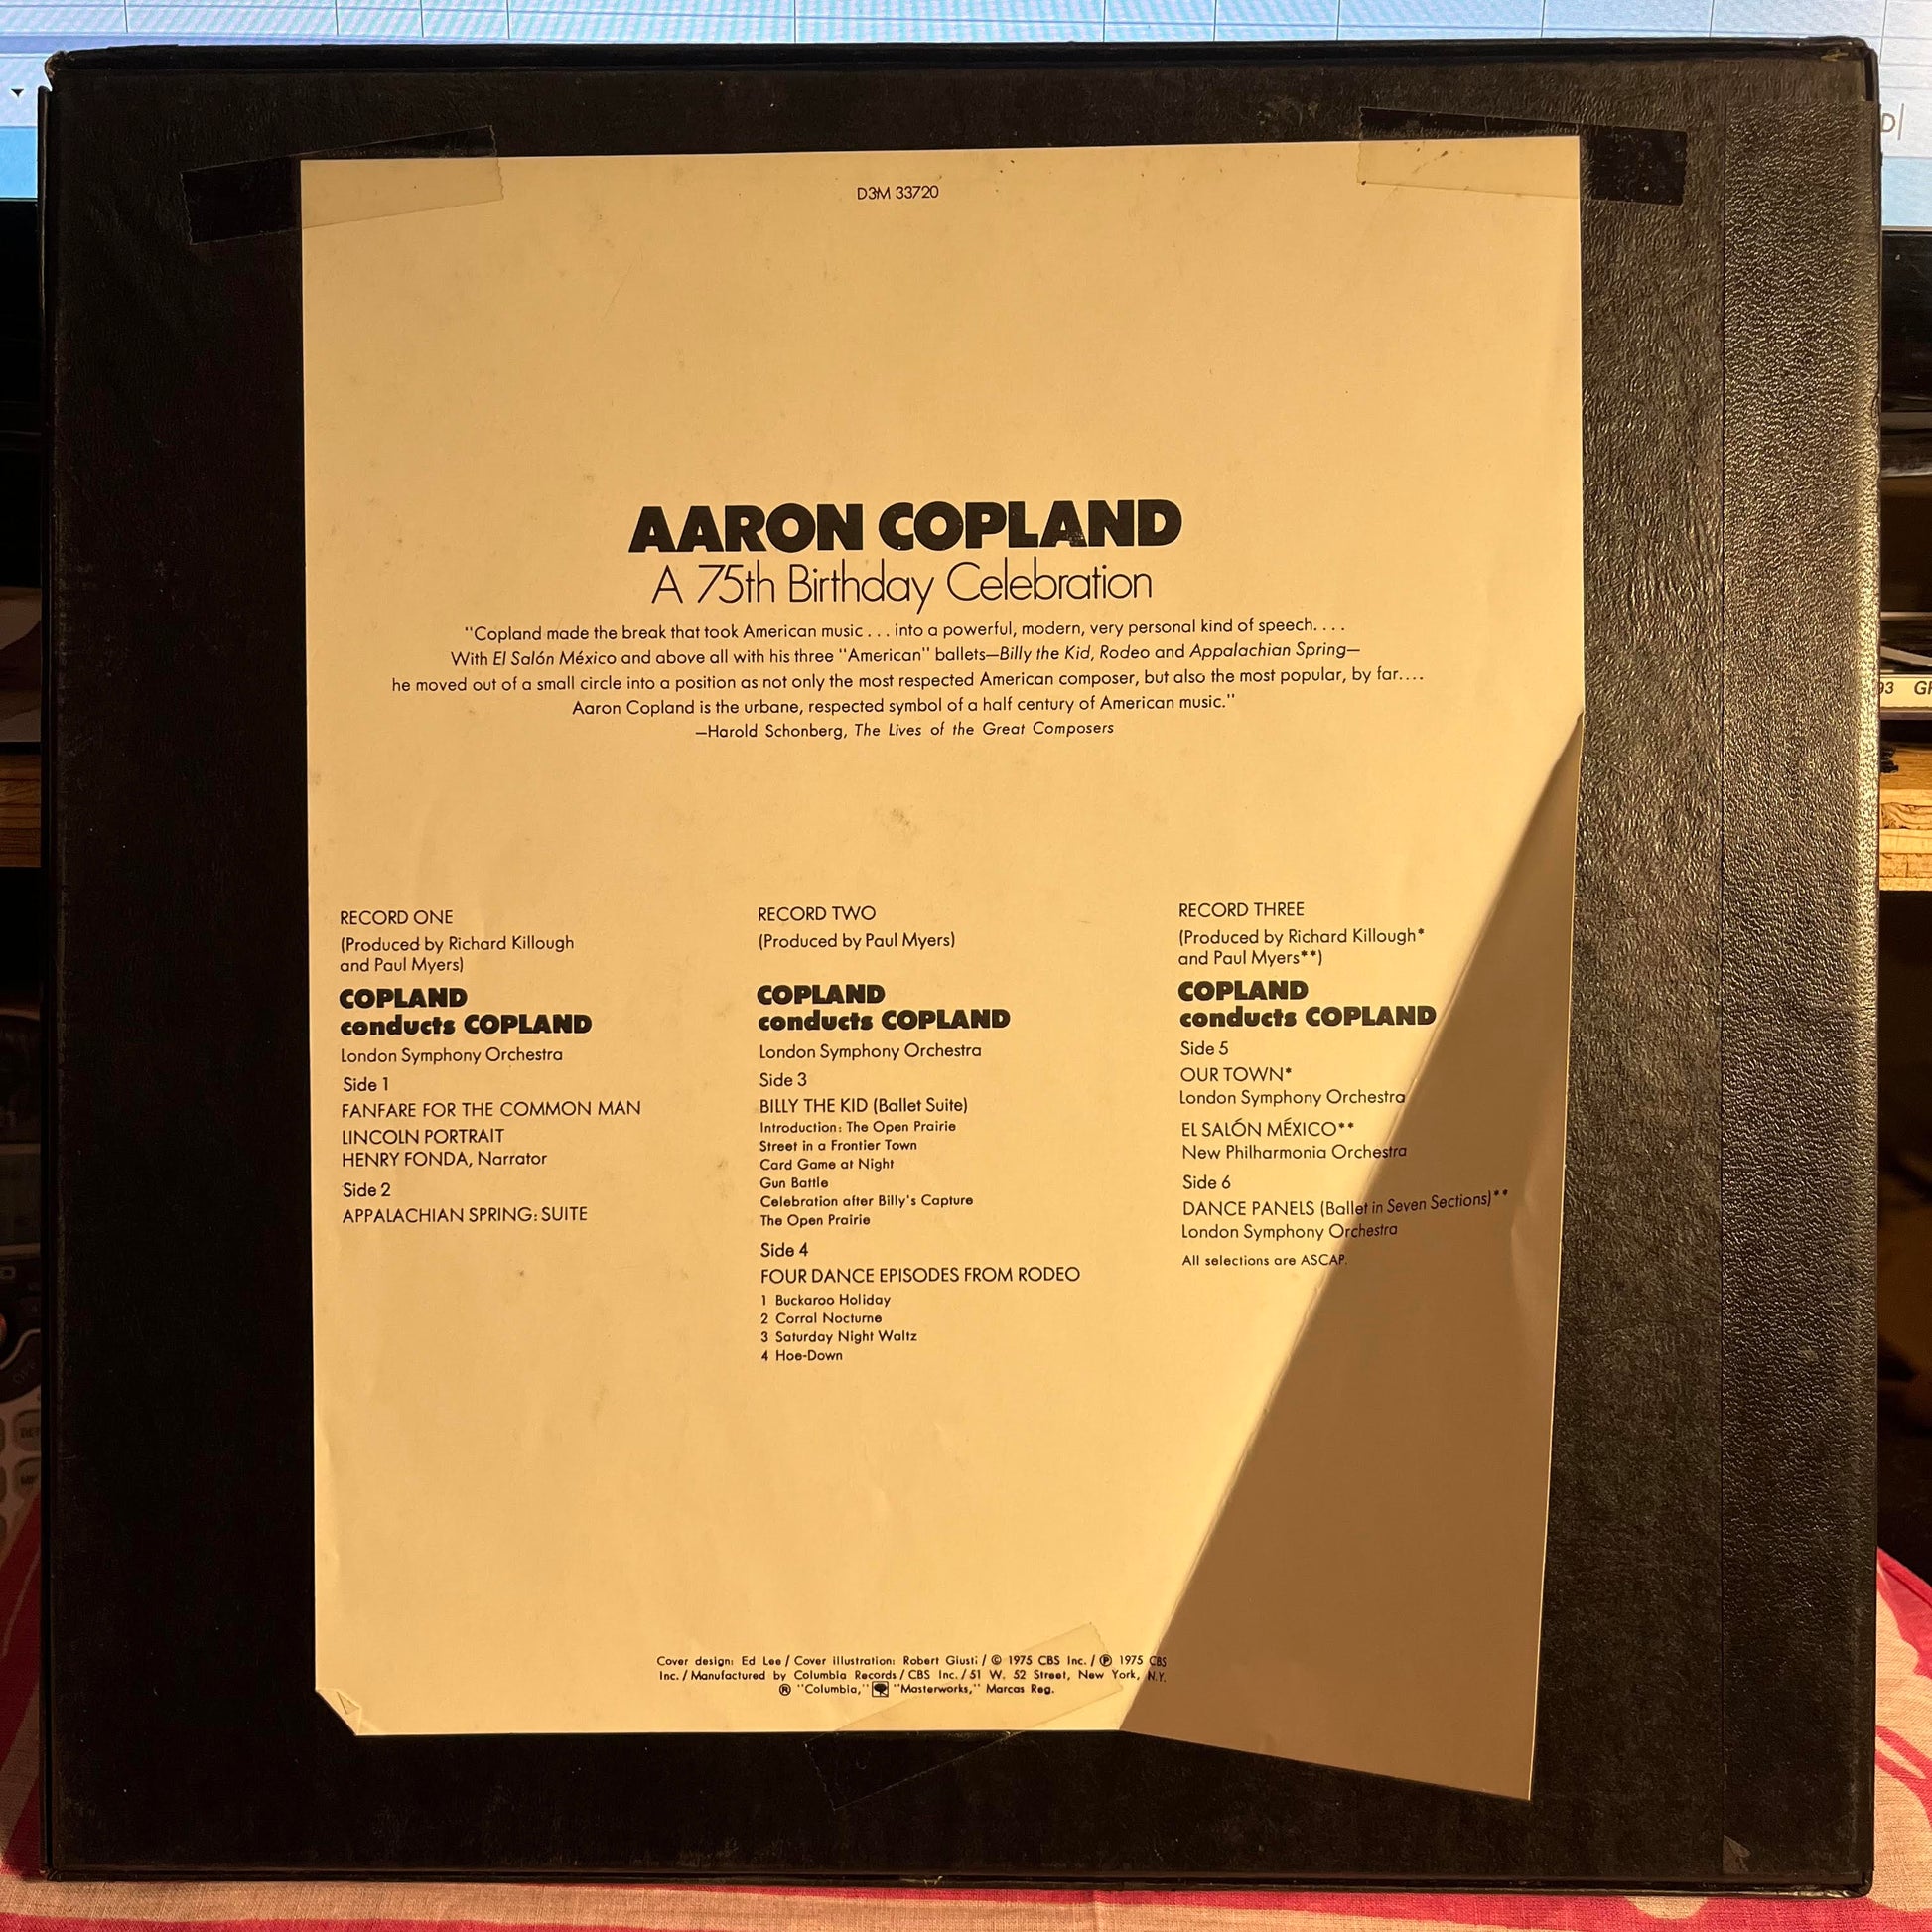 D3M 33720
AARON COPLAND
A 75th Birthday Celebration
"Copland made the break that took American music . . . into a powerful, modern, very personal kind of speech. . . .
With El Salón México and above all with his three "American" ballets—Billy the Kid, Rodeo and Appalachian Spring—
he moved out of a small circle into a position as not only the most respected American composer, but also the most popular, by far. . . .
Aaron Copland is the urbane, respected symbol of a half century of American music."
—Harold Schonberg, The Lives of the Great Composers
RECORD ONE
(Produced by Richard Killough
and Paul Myers)
COPLAND
conducts COPLAND
London Symphony Orchestra
Side 1
FANFARE FOR THE COMMON MAN
LINCOLN PORTRAIT
HENRY FONDA, Narrator
Side 2
APPALACHIAN SPRING: SUITE
RECORD TWO
(Produced by Paul Myers)
COPLAND
conducts COPLAND
London Symphony Orchestra
Side 3
BILLY THE KID (Ballet Suite)
Introduction: The Open Prairie
Street in a Frontier Town
Card Game at Night
Gun Battle
Celebration after Billy's Capture
The Open Prairie
Side 4
FOUR DANCE EPISODES FROM RODEO
1 Buckaroo Holiday
2 Corral Nocturne
3 Saturday Night Waltz
4 Hoe-Down
RECORD THREE
(Produced by Richard Killough*
and Paul Myers**)
COPLAND
conducts COPLAND
Side 5
OUR TOWN*
London Symphony Orchestra
EL SALÓN MÉXICO**
New Philharmonia Orchestra
Side 6
DANCE PANELS (Ballet in Seven Sections)**
London Symphony Orchestra
All selections are ASCAP.
Cover design: Ed Lee / Cover illustration: Robert Giusti / © 1975 CBS Inc. / ℗ 1975 CBS
Inc. / Manufactured by Columbia Records / CBS Inc. / 51 W. 52 Street, New York, N.Y.
® "Columbia," "Masterworks," Marcas Reg.